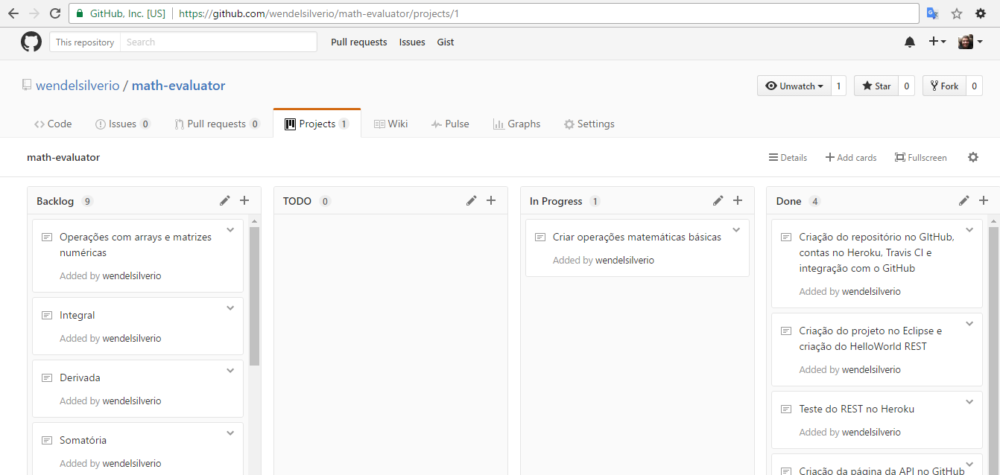 GitHub, Inc. [US] https://github.com/wendelsilverio/math-evaluator/projects/1
This repository Search Pull requests Issues Gist
wendelsilverio / math-evaluator
Unwatch 1 Star 0 Fork 0
Code Issues 0 Pull requests 0 Projects 1 Wiki Pulse Graphs Settings
math-evaluator
Details Add cards Fullscreen
Backlog 9
Operações com arrays e matrizes
numéricas
Added by wendelsilverio
Integral
Added by wendelsilverio
Derivada
Added by wendelsilverio
Somatória
Added by wendelsilverio
TODO 0
In Progress 1
Criar operações matemáticas básicas
Added by wendelsilverio
Done 4
Criação do repositório no GItHub,
contas no Heroku, Travis CI e
integração com o GitHub
Added by wendelsilverio
Criação do projeto no Eclipse e
criação do HelloWorld REST
Added by wendelsilverio
Teste do REST no Heroku
Added by wendelsilverio
Criação da página da API no GitHub